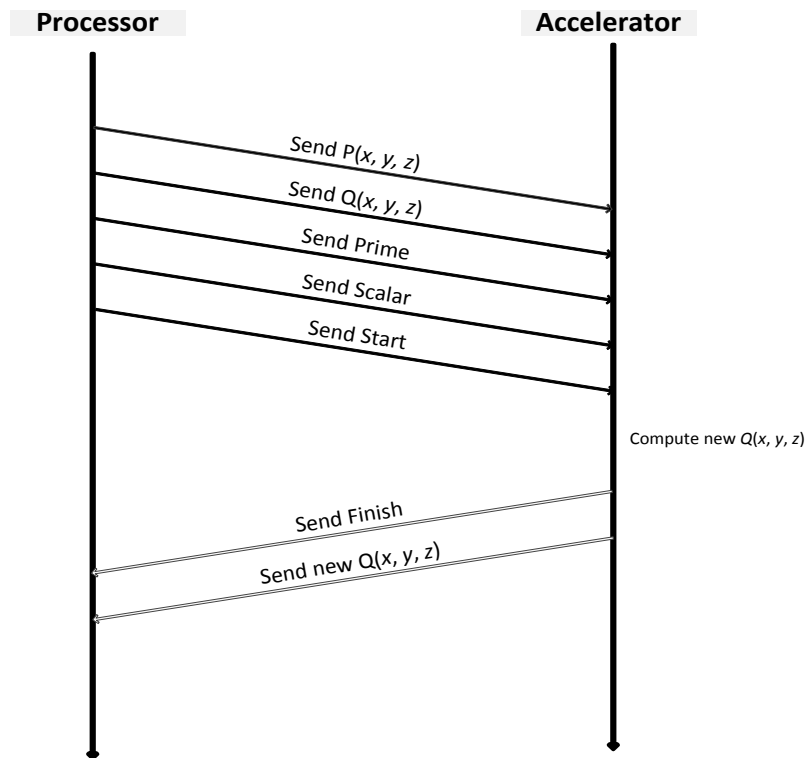 Processor
Accelerator
Send P(x, y, z)
Send Q(x, y, z)
Send Prime
Send Scalar
Send Start
Compute new Q(x, y, z)
Send Finish
Send new Q(x, y, z)